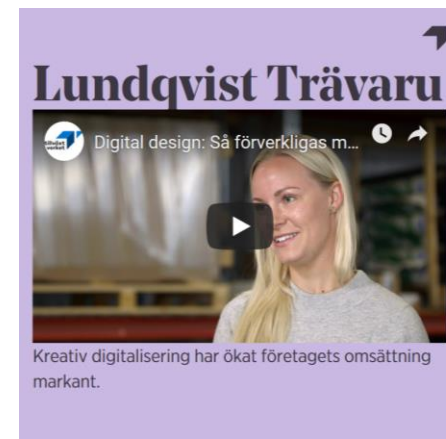 Lundqvist Trävaru
Digital design: Så förverkligas m...
Kreativ digitalisering har ökat företagets omsättning
markant.